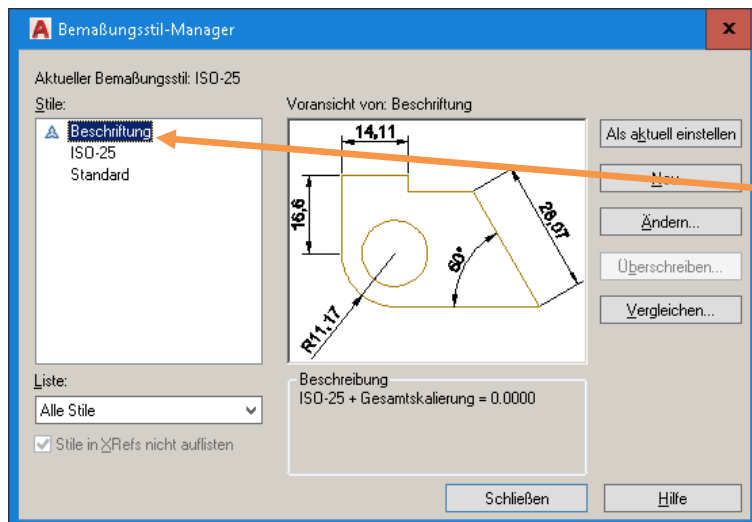 Bemaßungsstil-Manager
Aktueller Bemaßungsstil: ISO-25
Stile:
Beschriftung
ISO-25
Standard
Voransicht von: Beschriftung
14,11
16,6
28,07
60°
R11,17
Als aktuell einstellen
Neu...
Ändern...
Überschreiben...
Vergleichen...
Liste:
Alle Stile
Stile in XRefs nicht auflisten
Beschreibung
ISO-25 + Gesamtskalierung = 0.0000
Schließen
Hilfe